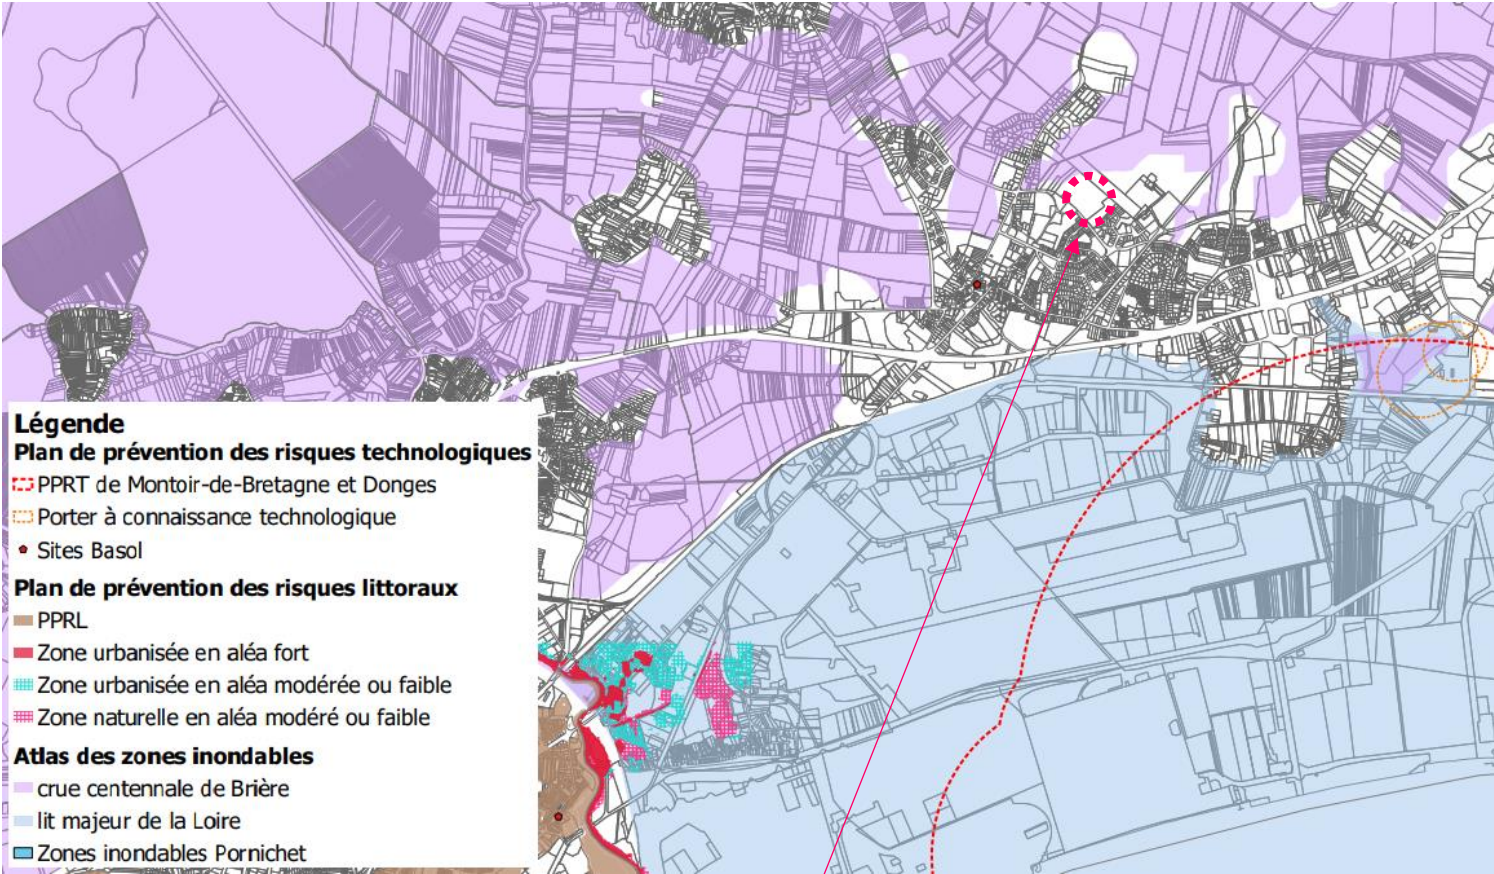 Légende
Plan de prévention des risques technologiques
PPRT de Montoir-de-Bretagne et Donges
Porter à connaissance technologique
Sites Basol
Plan de prévention des risques littoraux
PPRL
Zone urbanisée en aléa fort
Zone urbanisée en aléa modérée ou faible
Zone naturelle en aléa modéré ou faible
Atlas des zones inondables
crue centennale de Brière
lit majeur de la Loire
Zones inondables Pornichet